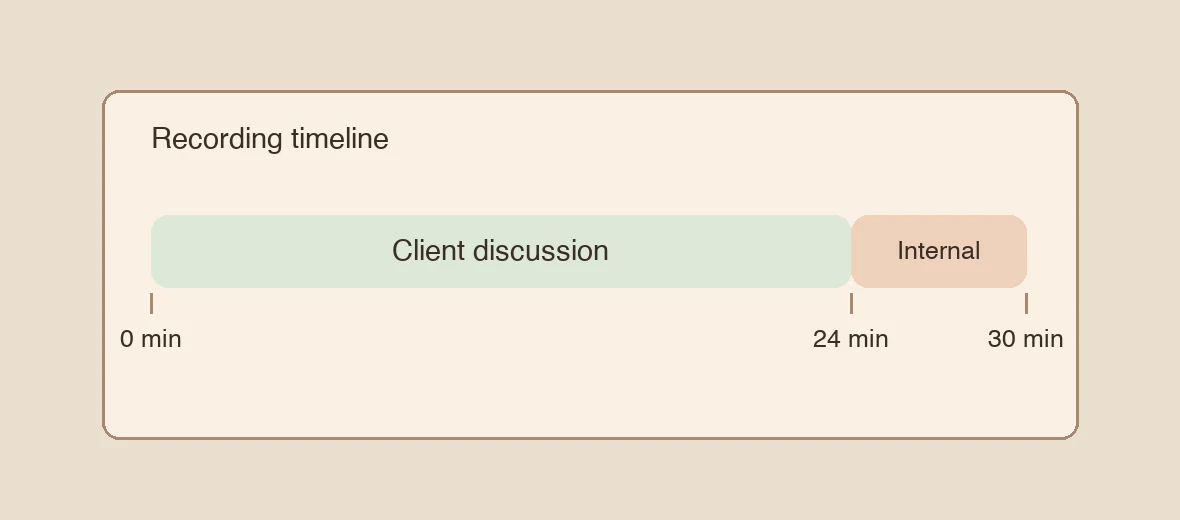 Recording timeline
Client discussion
Internal
0 min
24 min
30 min